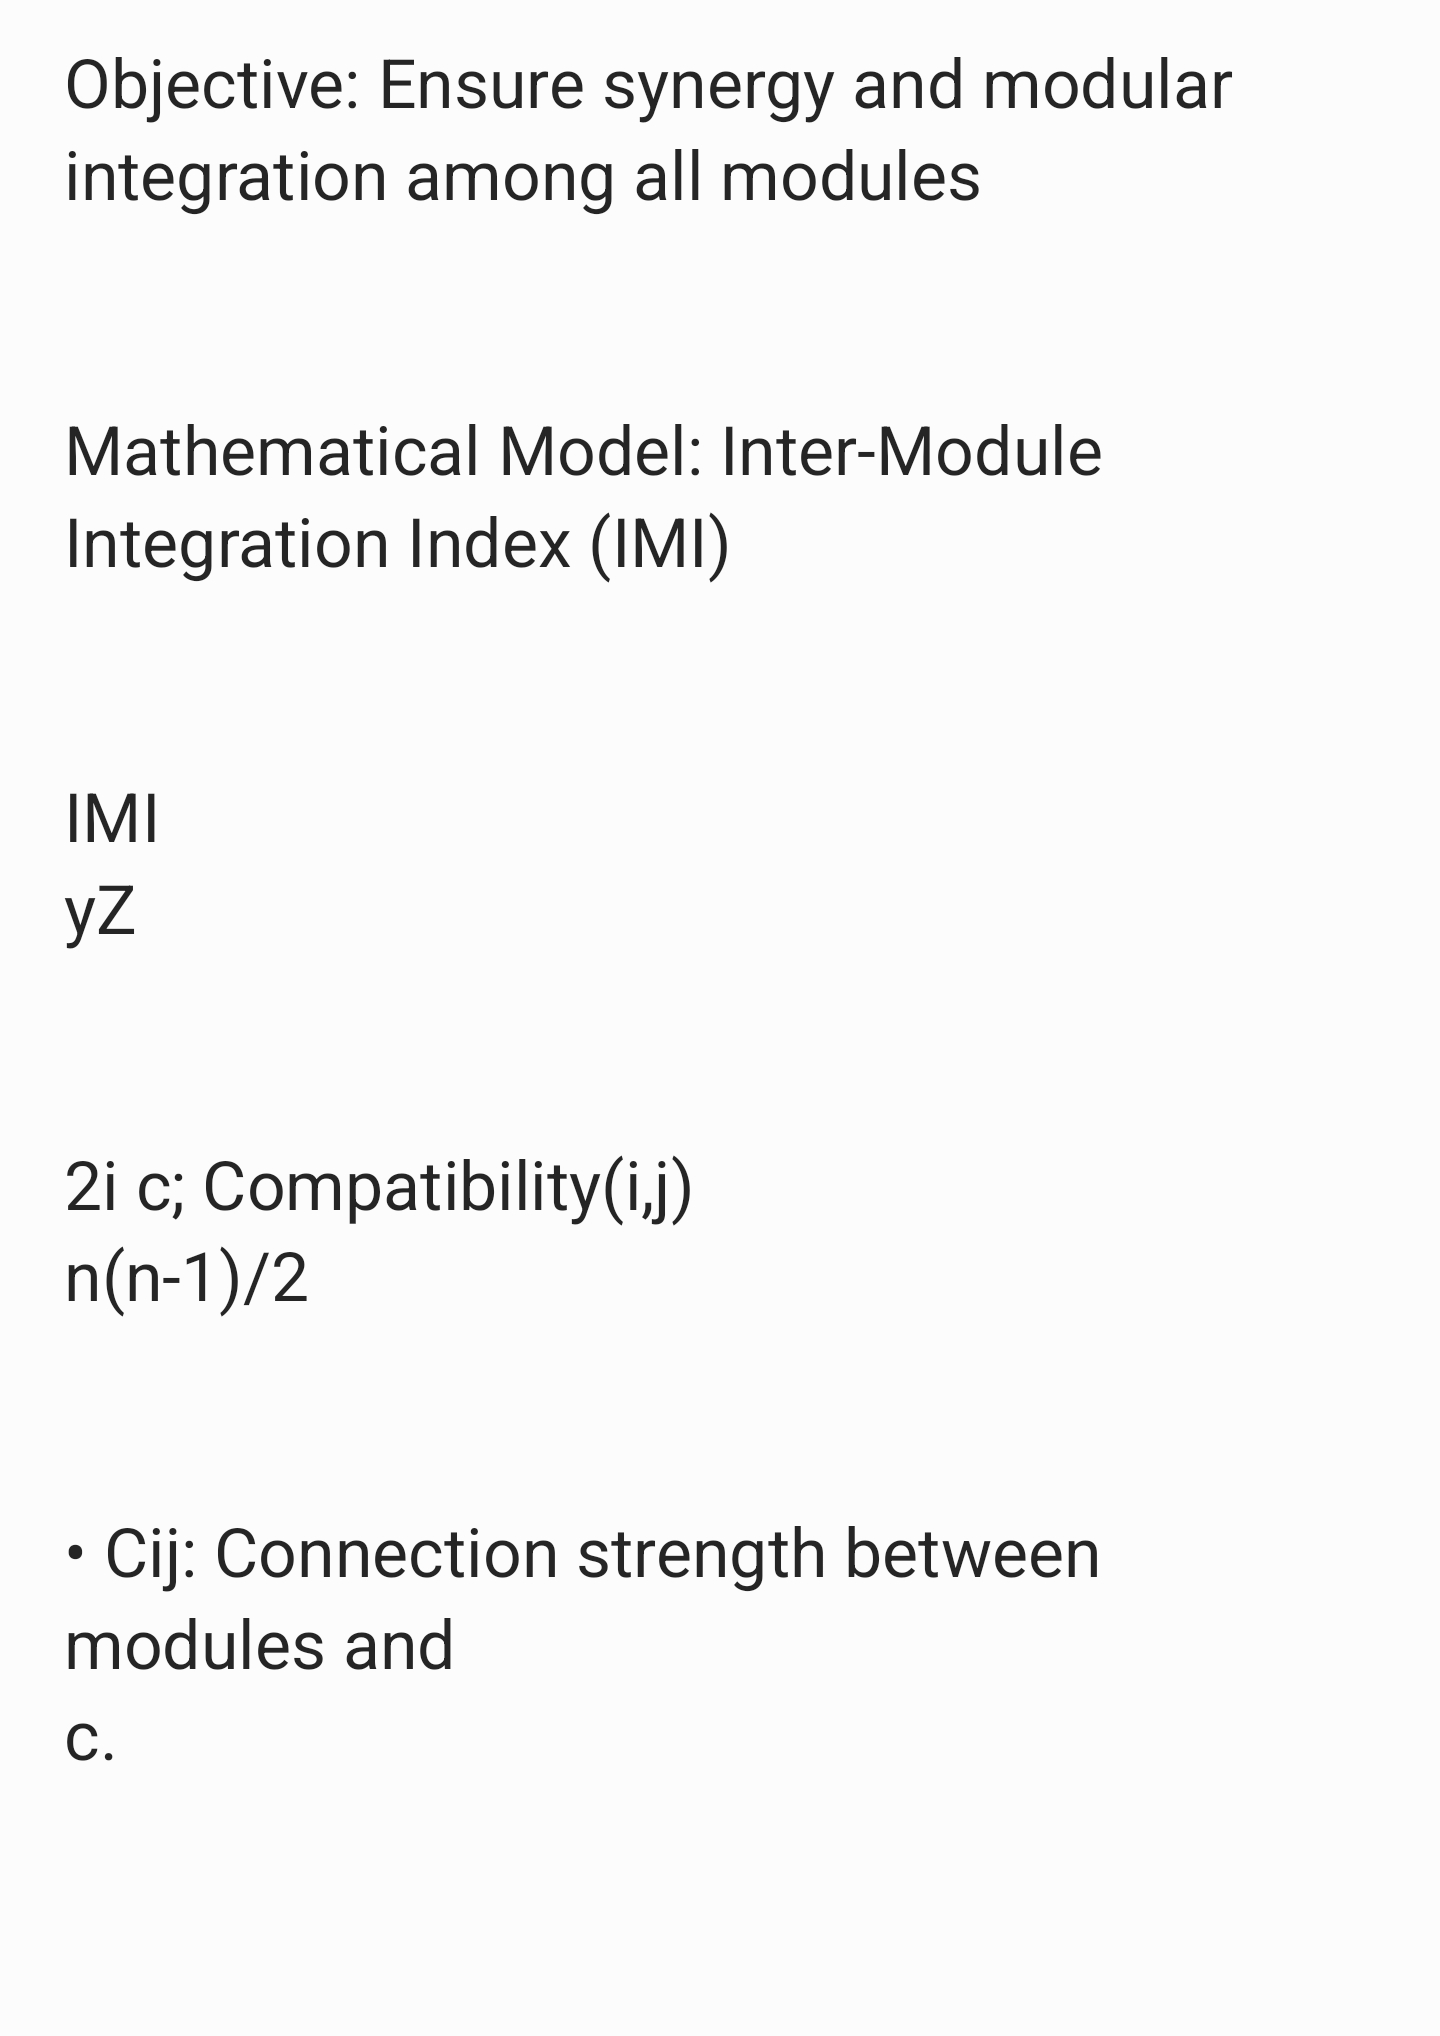 Objective: Ensure synergy and modular
integration among all modules
Mathematical Model: Inter-Module
Integration Index (IMI)
IMI
yZ
2i c; Compatibility(i,j)
n(n-1)/2
• Cij: Connection strength between
modules and
c.